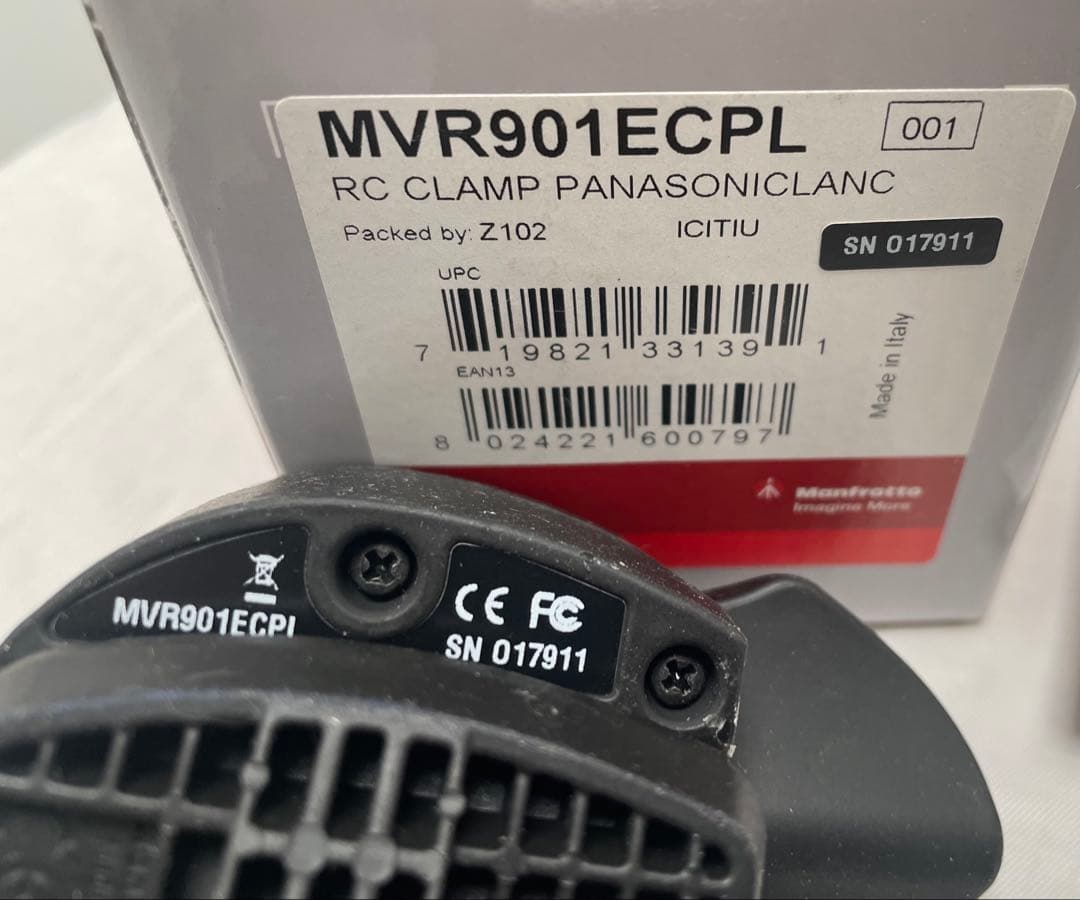 MVR901ECPL
001
RC CLAMP PANASONICLANC
Packed by: Z102
ICITIU
SN 017911
UPC
7 19821 33139 1
EAN13
8 024221 600797
Made in Italy
Manfrotto
Imagine More
MVR901ECPL
CE FC
SN 017911